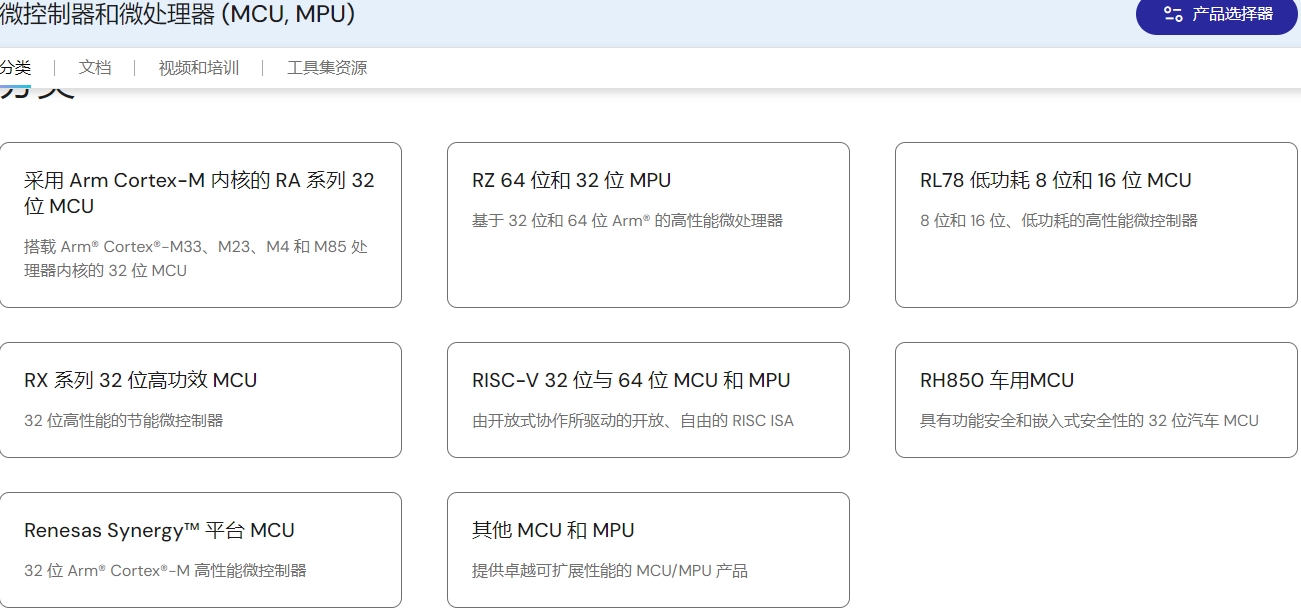 微控制器和微处理器 (MCU, MPU)
产品选择器
分类
文档
视频和培训
工具集资源
分类
采用 Arm Cortex-M 内核的 RA 系列 32
位 MCU
搭载 Arm® Cortex®-M33、M23、M4 和 M85 处
理器内核的 32 位 MCU
RZ 64 位和 32 位 MPU
基于 32 位和 64 位 Arm® 的高性能微处理器
RL78 低功耗 8 位和 16 位 MCU
8 位和 16 位、低功耗的高性能微控制器
RX 系列 32 位高功效 MCU
32 位高性能的节能微控制器
RISC-V 32 位与 64 位 MCU 和 MPU
由开放式协作所驱动的开放、自由的 RISC ISA
RH850 车用MCU
具有功能安全和嵌入式安全性的 32 位汽车 MCU
Renesas Synergy™ 平台 MCU
32 位 Arm® Cortex®-M 高性能微控制器
其他 MCU 和 MPU
提供卓越可扩展性能的 MCU/MPU 产品